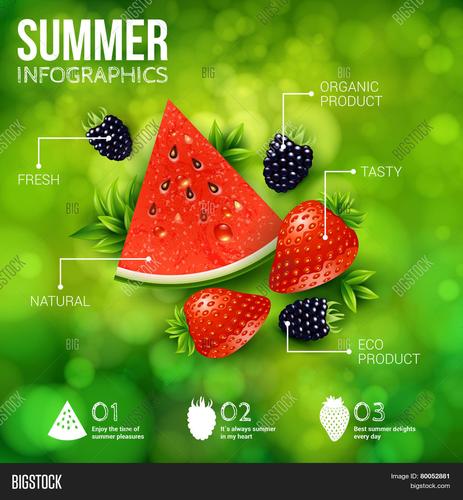 SUMMER
INFOGRAPHICS
ORGANIC
PRODUCT
FRESH
TASTY
NATURAL
ECO
PRODUCT
01
Enjoy the time of
summer pleasures
02
It`s always summer
in my heart
03
Best summer delights
every day
BIGSTOCK
Image ID: 80052881
bigstock.com